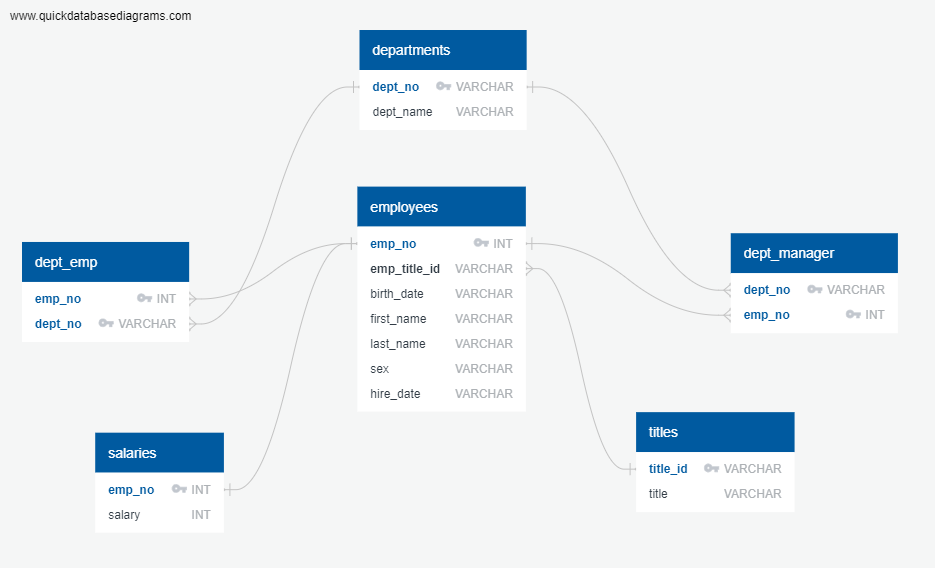 www.quickdatabasediagrams.com
departments
dept_no VARCHAR
dept_name VARCHAR
employees
emp_no INT
emp_title_id VARCHAR
birth_date VARCHAR
first_name VARCHAR
last_name VARCHAR
sex VARCHAR
hire_date VARCHAR
dept_emp
emp_no INT
dept_no VARCHAR
dept_manager
dept_no VARCHAR
emp_no INT
salaries
emp_no INT
salary INT
titles
title_id VARCHAR
title VARCHAR